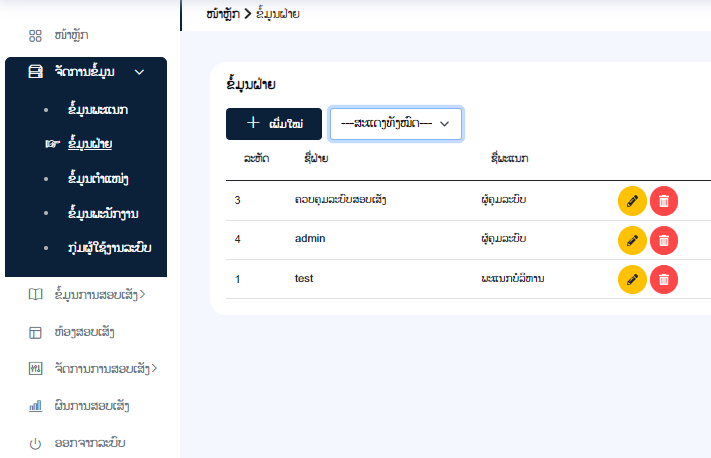 ໜ້າຫຼັກ
ຈັດການຂໍ້ມູນ
ຂໍ້ມູນພະແນກ
ຂໍ້ມູນຝ່າຍ
ຂໍ້ມູນຕຳແໜ່ງ
ຂໍ້ມູນພະນັກງານ
ກຸ່ມຜູ້ໃຊ້ງານລະບົບ
ຂໍ້ມູນການສອບເສັງ
ຫ້ອງສອບເສັງ
ຈັດການການສອບເສັງ
ຜົນການສອບເສັງ
ອອກຈາກລະບົບ
ໜ້າຫຼັກ > ຂໍ້ມູນຝ່າຍ
ຂໍ້ມູນຝ່າຍ
ເພີ່ມໃໝ່ ---ສະແດງທັງໝົດ---
ລະຫັດ ຊື່ຝ່າຍ ຊື່ພະແນກ
3 ຄວບຄຸມລະບົບສອບເສັງ ຜູ້ຄຸມລະບົບ
4 admin ຜູ້ຄຸມລະບົບ
1 test ພະແນກບໍລິຫານ